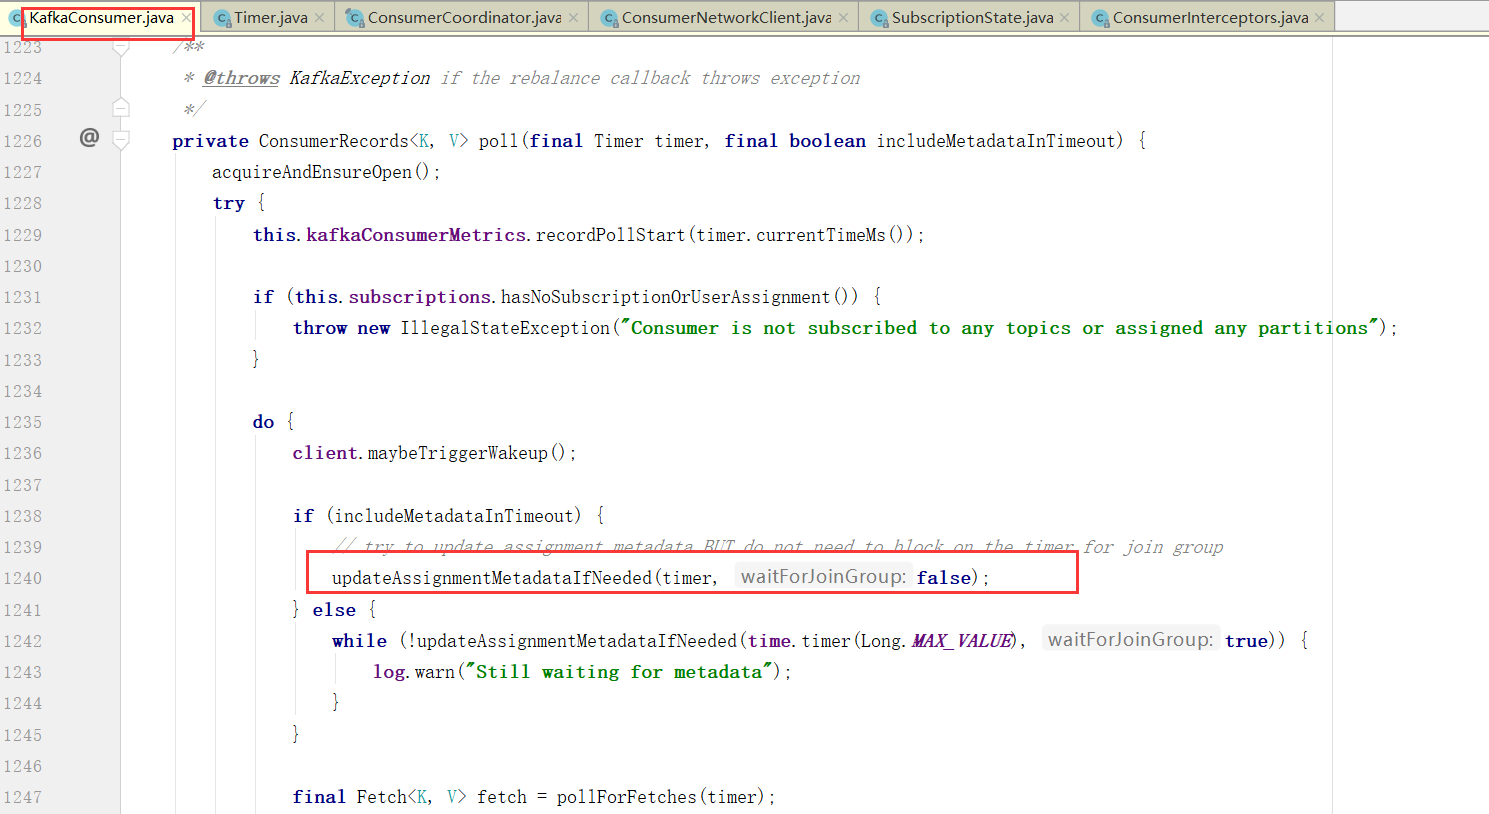 KafkaConsumer.java Timer.java ConsumerCoordinator.java ConsumerNetworkClient.java SubscriptionState.java ConsumerInterceptors.java
1223 /**
1224 * @throws KafkaException if the rebalance callback throws exception
1225 */
1226 @ private ConsumerRecords<K, V> poll(final Timer timer, final boolean includeMetadataInTimeout) {
1227 acquireAndEnsureOpen();
1228 try {
1229 this.kafkaConsumerMetrics.recordPollStart(timer.currentTimeMs());
1230
1231 if (this.subscriptions.hasNoSubscriptionOrUserAssignment()) {
1232 throw new IllegalStateException("Consumer is not subscribed to any topics or assigned any partitions");
1233 }
1234
1235 do {
1236 client.maybeTriggerWakeup();
1237
1238 if (includeMetadataInTimeout) {
1239 // try to update assignment metadata BUT do not need to block on the timer for join group
1240 updateAssignmentMetadataIfNeeded(timer, waitForJoinGroup: false);
1241 } else {
1242 while (!updateAssignmentMetadataIfNeeded(time.timer(Long.MAX_VALUE), waitForJoinGroup: true)) {
1243 log.warn("Still waiting for metadata");
1244 }
1245 }
1246
1247 final Fetch<K, V> fetch = pollForFetches(timer);